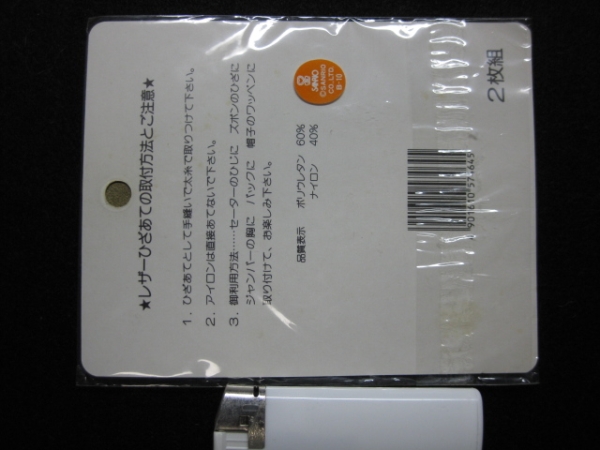 ★レザーひざあての取付方法とご注意★
1. ひざあてとして手縫いで太糸で取りつけて下さい。
2. アイロンは直接あてないで下さい。
3. 御利用方法……セーターのひじに ズボンのひざに
ジャンパーの胸に バックに 帽子のワッペンに
取り付けて、お楽しみ下さい。
品質表示 ポリウレタン 60%
ナイロン 40%
SANRIO
©SANRIO
CO.,LTD.
B-10
2枚組